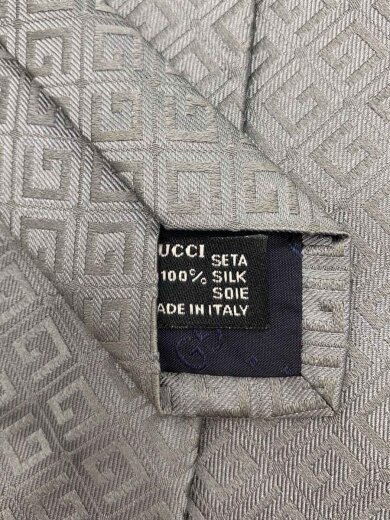 UCCI
SETA
100% SILK
SOIE
ADE IN ITALY